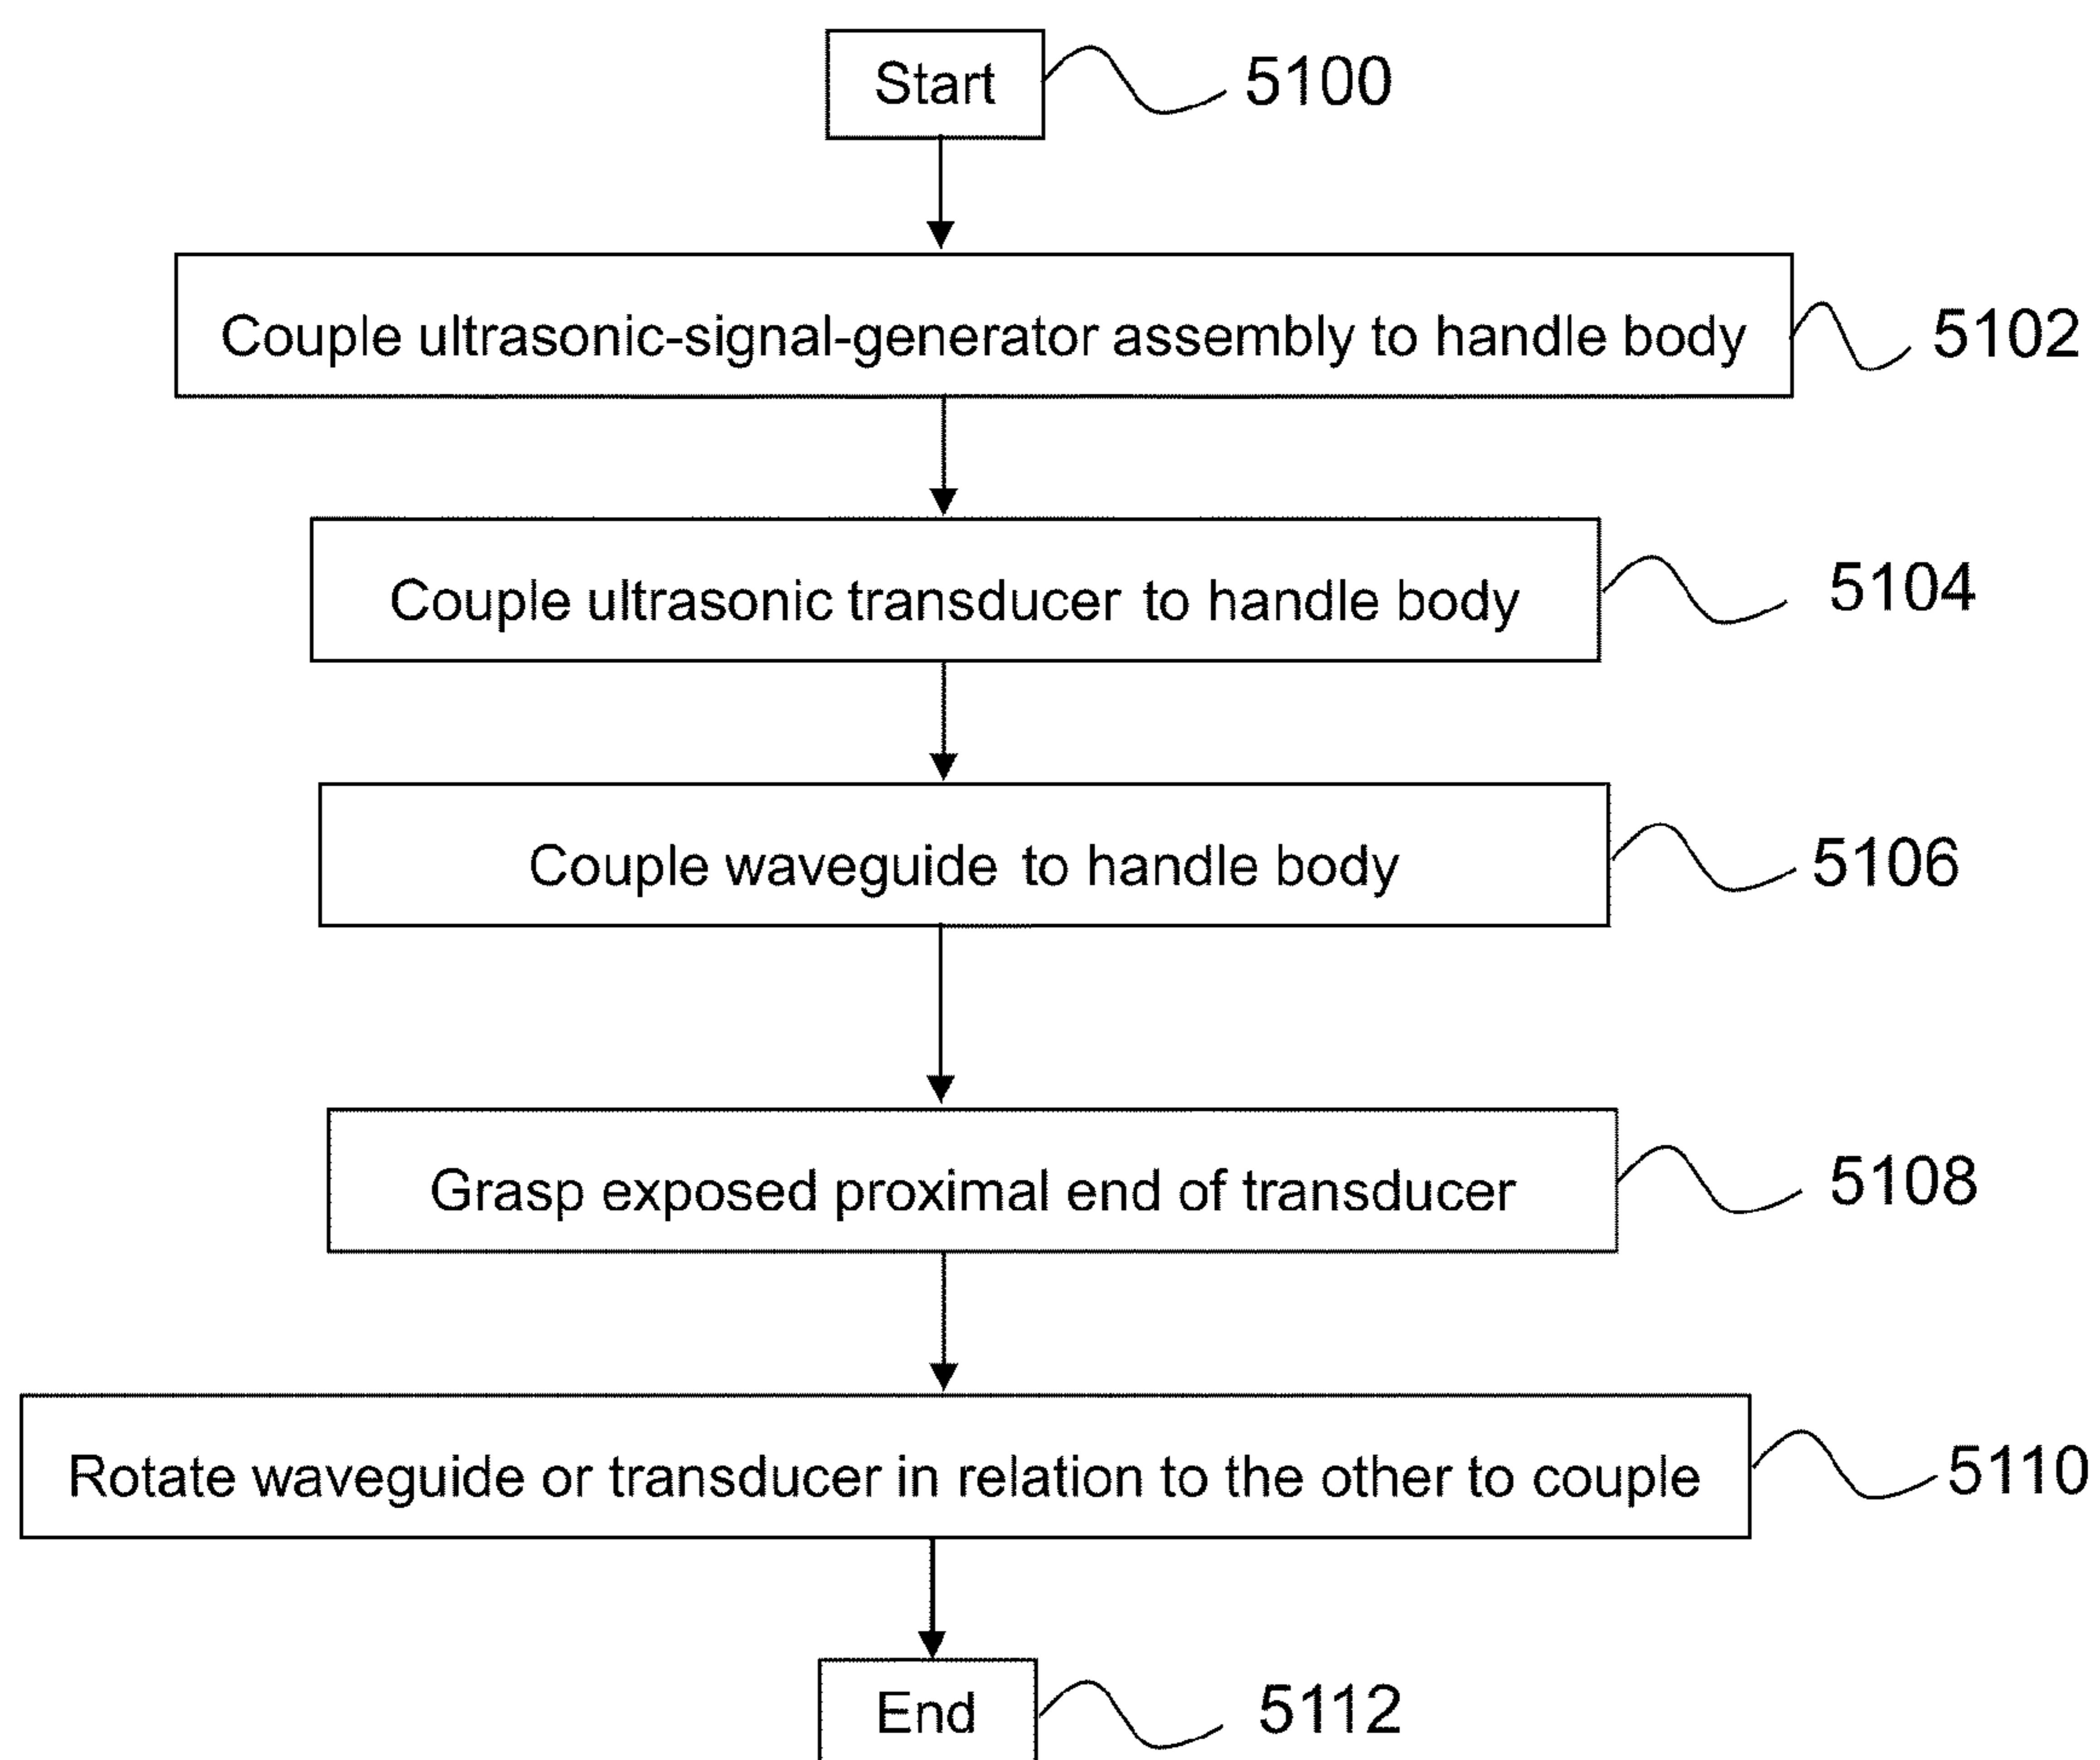 Start 5100
Couple ultrasonic-signal-generator assembly to handle body 5102
Couple ultrasonic transducer to handle body 5104
Couple waveguide to handle body 5106
Grasp exposed proximal end of transducer 5108
Rotate waveguide or transducer in relation to the other to couple 5110
End 5112